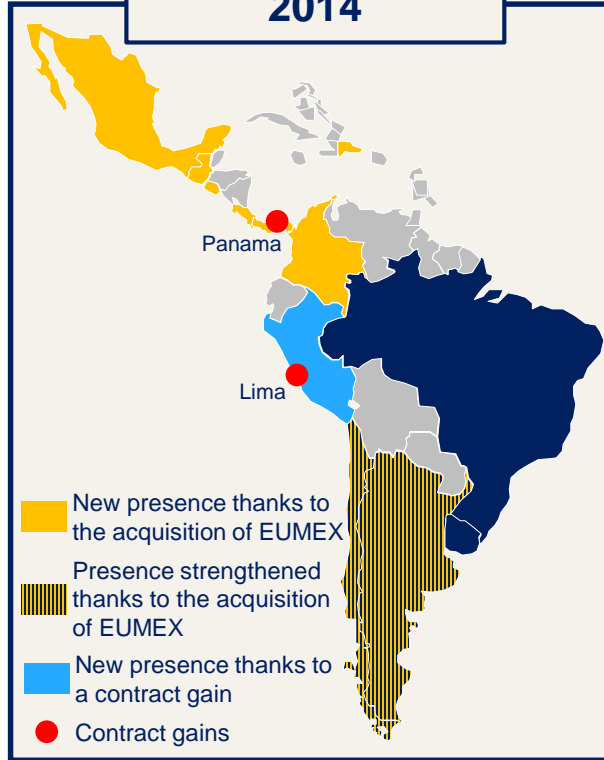 2014
Panama
Lima
New presence thanks to
the acquisition of EUMEX
Presence strengthened
thanks to the acquisition
of EUMEX
New presence thanks to
a contract gain
Contract gains